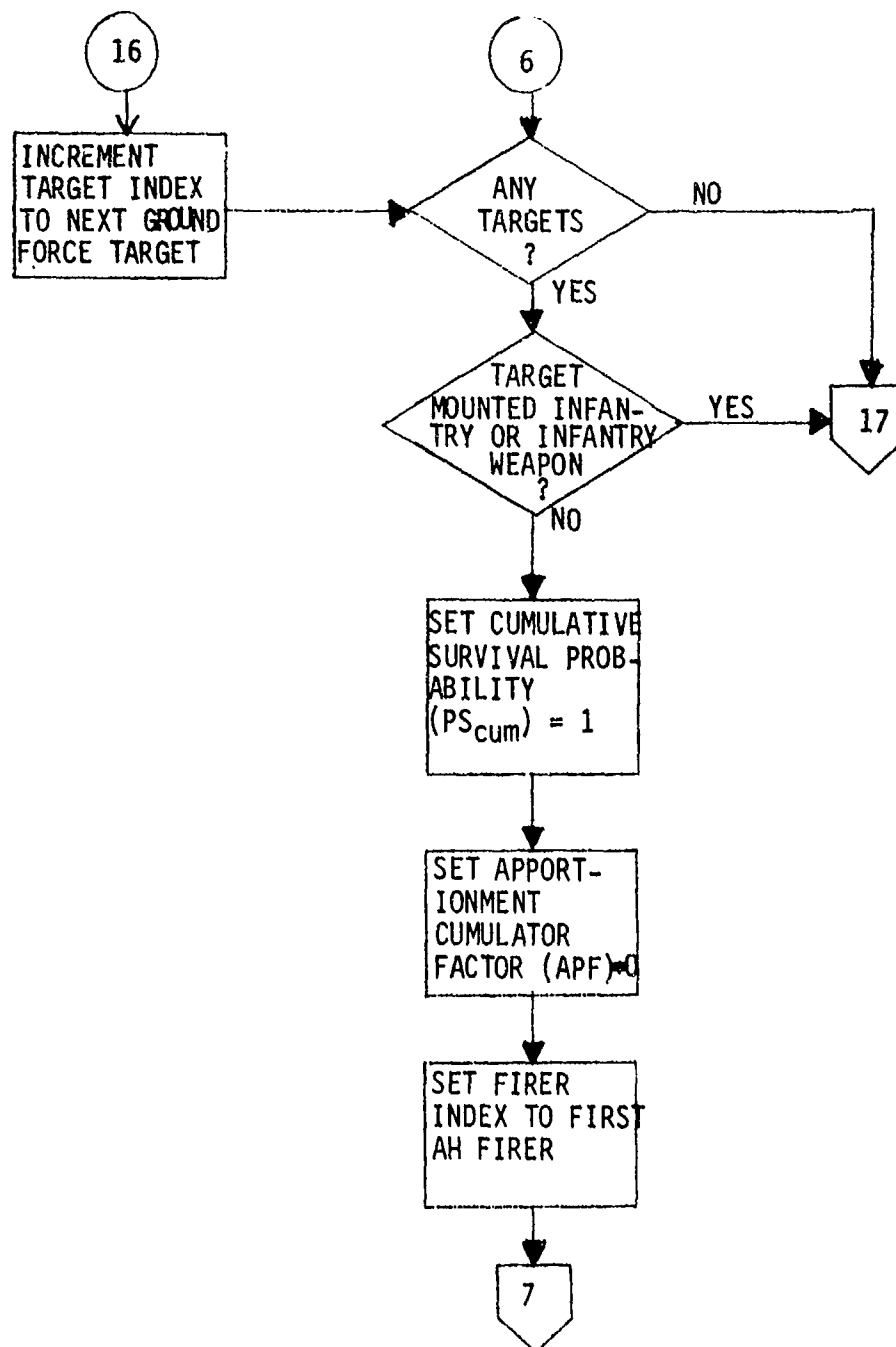 16
INCREMENT
TARGET INDEX
TO NEXT GROUND
FORCE TARGET
6
ANY
TARGETS
?
NO
YES
TARGET
MOUNTED INFAN-
TRY OR INFANTRY
WEAPON
?
YES
17
NO
SET CUMULATIVE
SURVIVAL PROB-
ABILITY
(PScum) = 1
SET APPORT-
IONMENT
CUMULATOR
FACTOR (APF)=0
SET FIRER
INDEX TO FIRST
AH FIRER
7